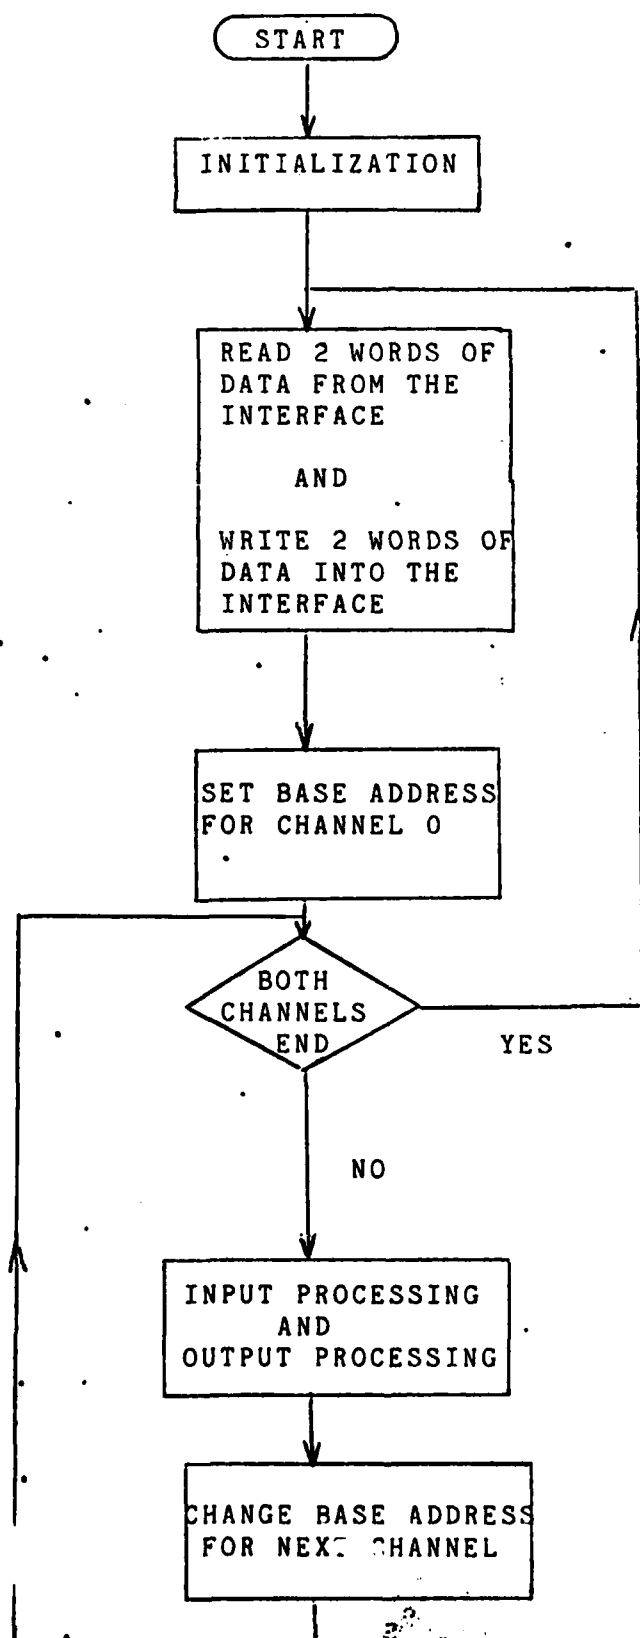 START
INITIALIZATION
READ 2 WORDS OF
DATA FROM THE
INTERFACE
AND
WRITE 2 WORDS OF
DATA INTO THE
INTERFACE
SET BASE ADDRESS
FOR CHANNEL 0
BOTH
CHANNELS
END
YES
NO
INPUT PROCESSING
AND
OUTPUT PROCESSING
CHANGE BASE ADDRESS
FOR NEXT CHANNEL